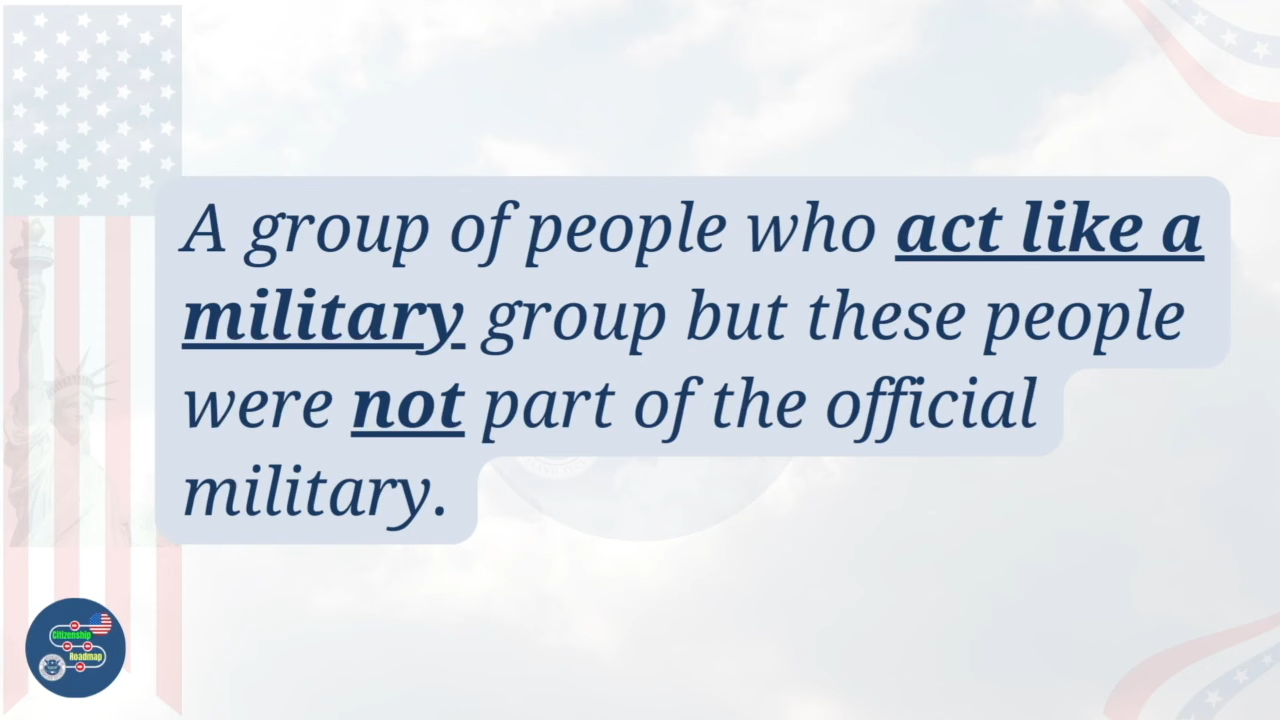 A group of people who act like a
military group but these people
were not part of the official
military.
Citizenship
Roadmap